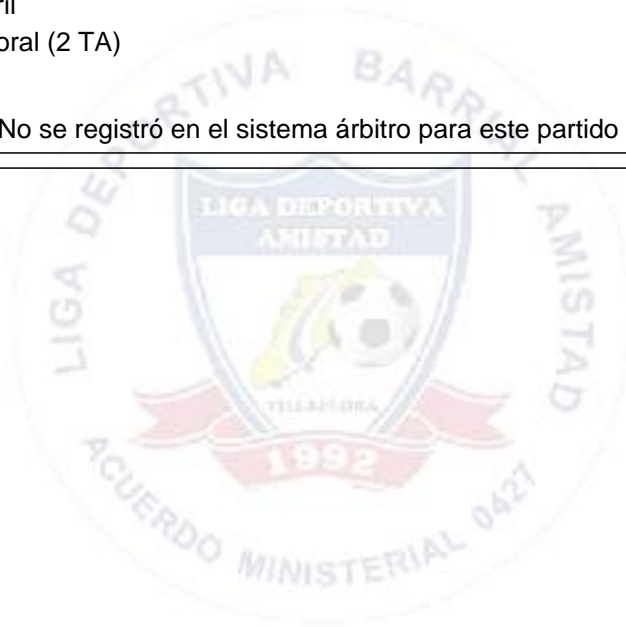 oral (2 TA)
No se registró en el sistema árbitro para este partido
LIGA DEPORTIVA BARRIAL AMISTAD
LIGA DEPORTIVA
AMISTAD
VILLAFLORA
1992
ACUERDO MINISTERIAL 0427